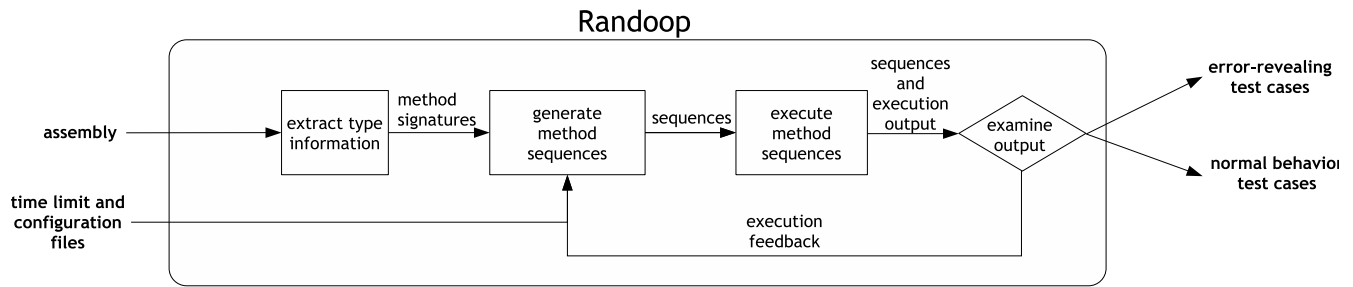 Randoop
assembly
time limit and
configuration
files
extract type
information
method
signatures
generate
method
sequences
sequences
execute
method
sequences
sequences
and
execution
output
examine
output
execution
feedback
error-revealing
test cases
normal behavior
test cases